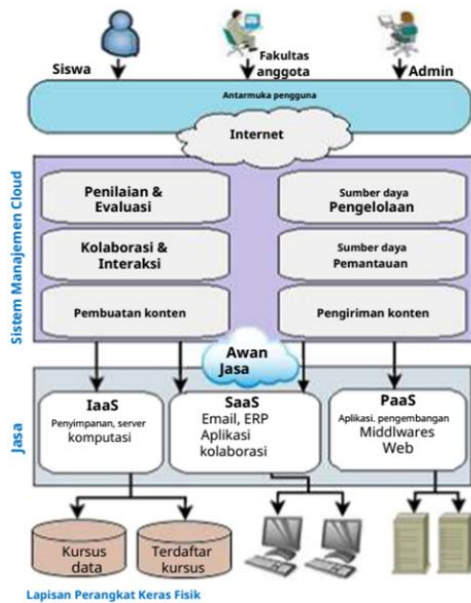 Siswa
Fakultas
anggota
Admin
Antarmuka pengguna
Internet
Sistem Manajemen Cloud
Penilaian &
Evaluasi
Sumber daya
Pengelolaan
Kolaborasi &
Interaksi
Sumber daya
Pemantauan
Pembuatan konten
Pengiriman konten
Awan
Jasa
Jasa
IaaS
Penyimpanan, server
komputasi
SaaS
Email, ERP
Aplikasi
kolaborasi
PaaS
Aplikasi. pengembangan
Middlwares
Web
Kursus
data
Terdaftar
kursus
Lapisan Perangkat Keras Fisik